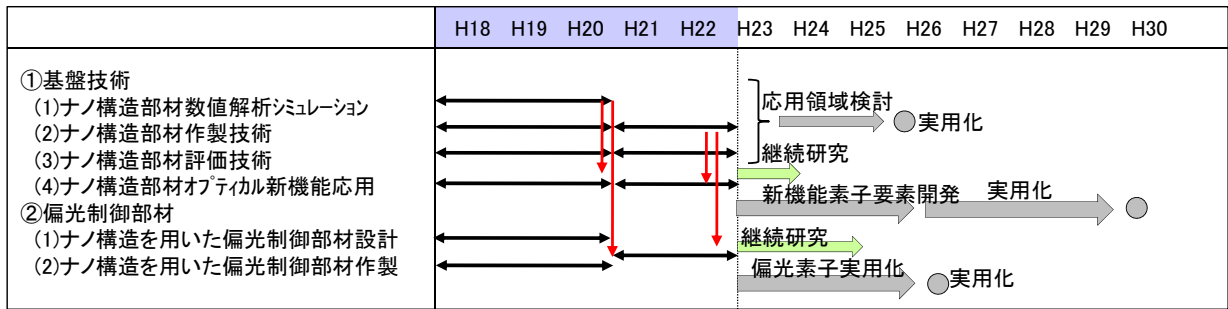 H18 H19 H20 H21 H22 H23 H24 H25 H26 H27 H28 H29 H30
①基盤技術
(1)ナノ構造部材数値解析シミュレーション
応用領域検討
(2)ナノ構造部材作製技術
実用化
(3)ナノ構造部材評価技術
継続研究
(4)ナノ構造部材オプティカル新機能応用
新機能素子要素開発 実用化
②偏光制御部材
(1)ナノ構造を用いた偏光制御部材設計
継続研究
(2)ナノ構造を用いた偏光制御部材作製
偏光素子実用化
実用化